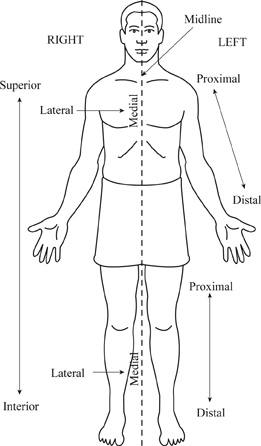 Midline
RIGHT
LEFT
Superior
Proximal
Lateral
Medial
Distal
Proximal
Lateral
Medial
Interior
Distal